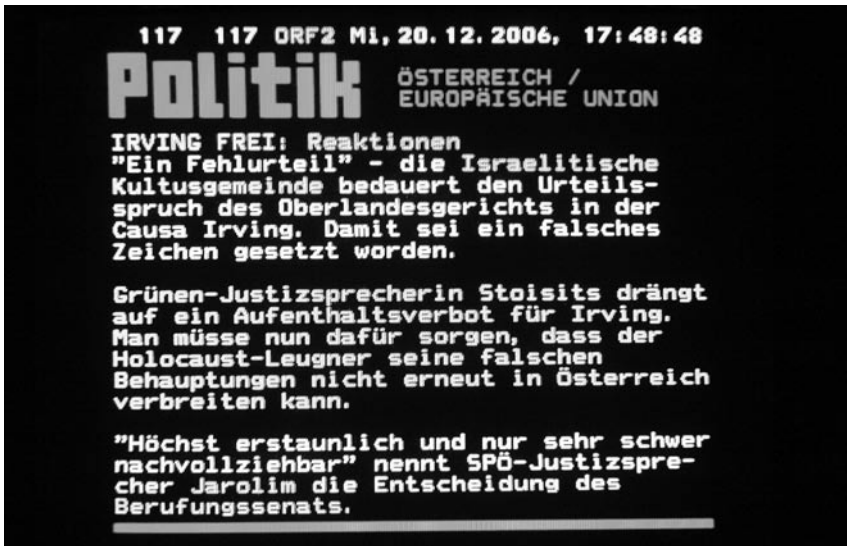 117 117 ORF2 Mi, 20. 12. 2006, 17:48:48
Politik
ÖSTERREICH /
EUROPÄISCHE UNION
IRVING FREI: Reaktionen
"Ein Fehlurteil" - die Israelitische
Kultusgemeinde bedauert den Urteils-
spruch des Oberlandesgerichts in der
Causa Irving. Damit sei ein falsches
Zeichen gesetzt worden.
Grünen-Justizsprecherin Stoisits drängt
auf ein Aufenthaltsverbot für Irving.
Man müsse nun dafür sorgen, dass der
Holocaust-Leugner seine falschen
Behauptungen nicht erneut in Österreich
verbreiten kann.
"Höchst erstaunlich und nur sehr schwer
nachvollziehbar" nennt SPÖ-Justizspre-
cher Jarolim die Entscheidung des
Berufungssenats.